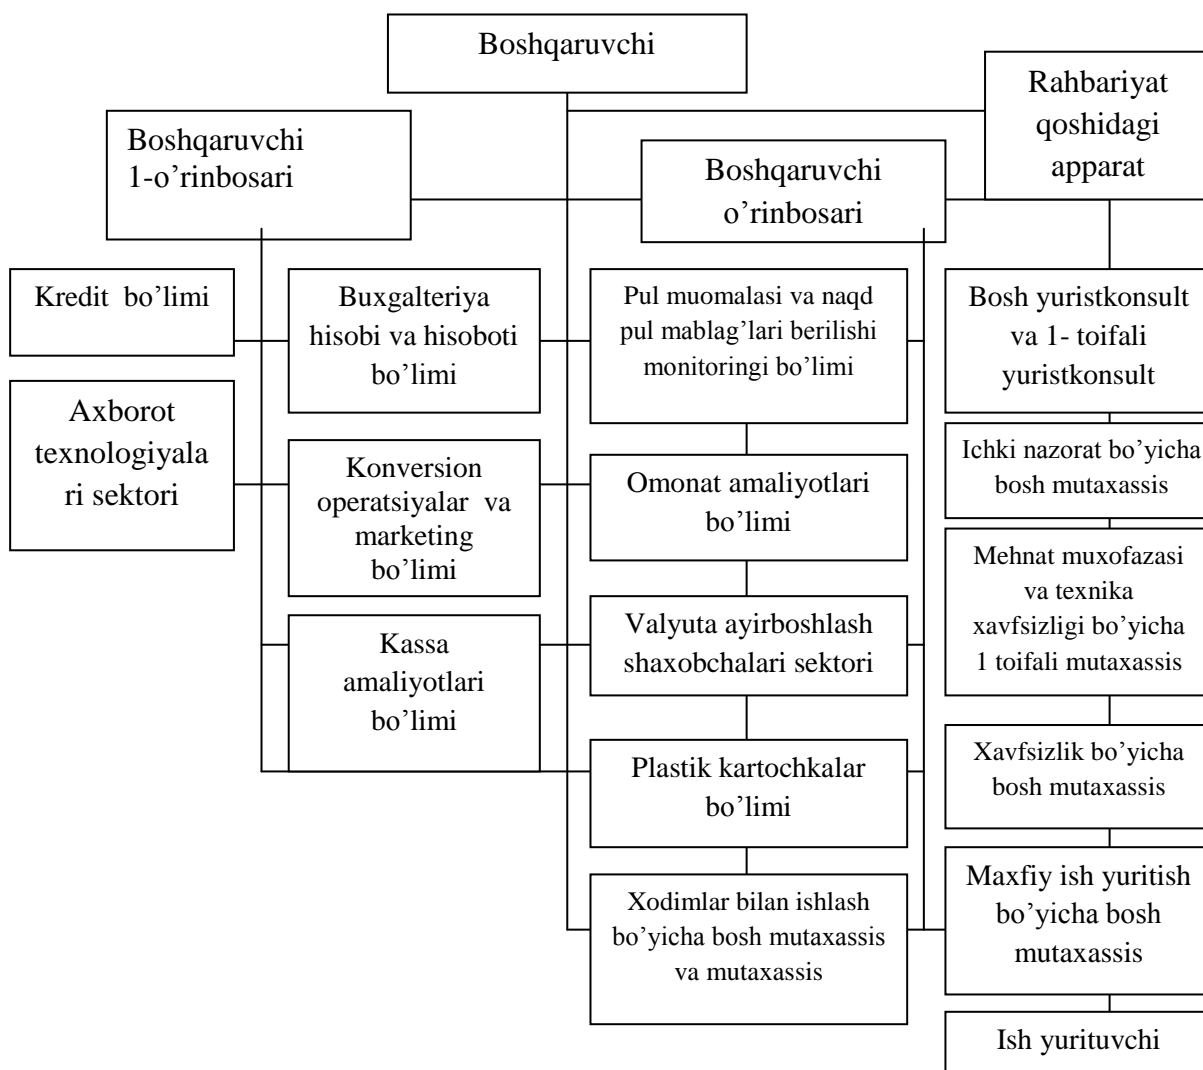 Boshqaruvchi
Rahbariyat
qoshidagi
apparat
Boshqaruvchi
1-o’rinbosari
Boshqaruvchi
o’rinbosari
Kredit bo’limi
Buxgalteriya
hisobi va hisoboti
bo’limi
Pul muomalasi va naqd
pul mablag’lari berilishi
monitoringi bo’limi
Bosh yuristkonsult
va 1- toifali
yuristkonsult
Axborot
texnologiyala
ri sektori
Konversion
operatsiyalar va
marketing
bo’limi
Omonat amaliyotlari
bo’limi
Ichki nazorat bo’yicha
bosh mutaxassis
Mehnat muxofazasi
va texnika
xavfsizligi bo’yicha
1 toifali mutaxassis
Kassa
amaliyotlari
bo’limi
Valyuta ayirboshlash
shaxobchalari sektori
Plastik kartochkalar
bo’limi
Xavfsizlik bo’yicha
bosh mutaxassis
Xodimlar bilan ishlash
bo’yicha bosh mutaxassis
va mutaxassis
Maxfiy ish yuritish
bo’yicha bosh
mutaxassis
Ish yurituvchi